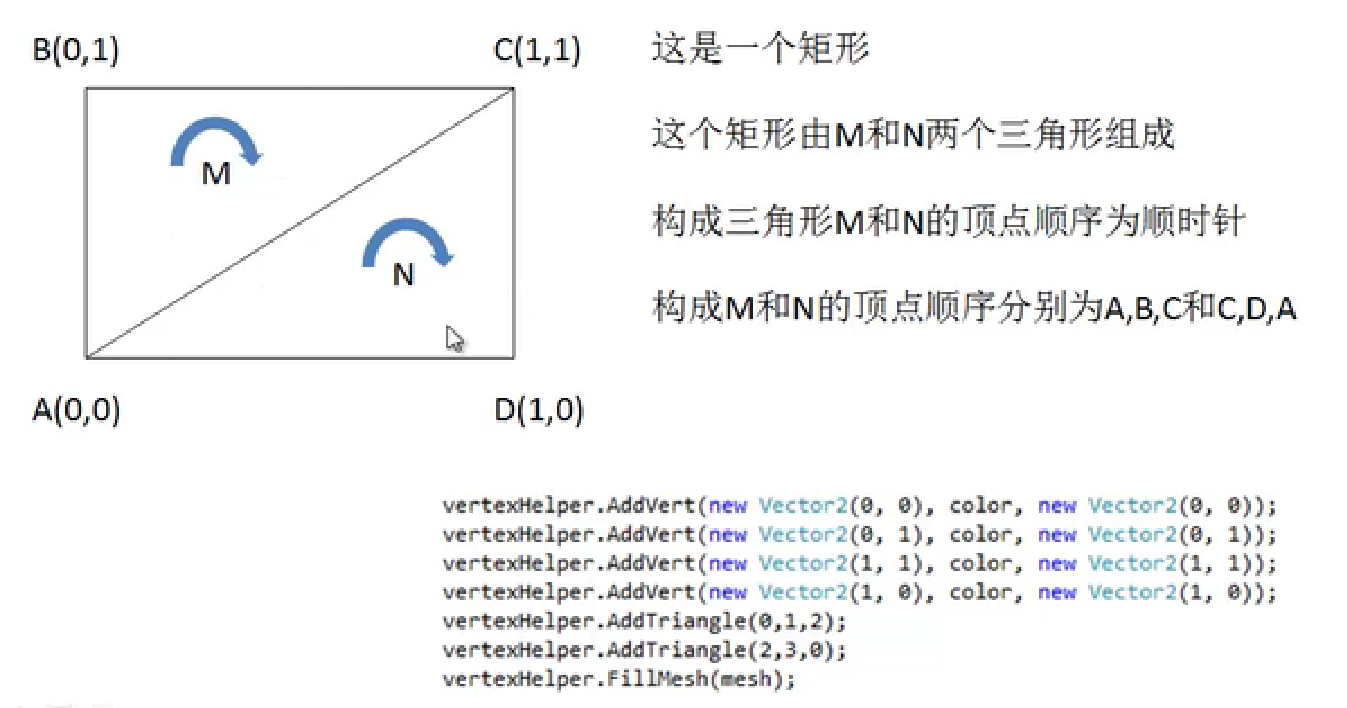 B(0,1)
C(1,1)
这是一个矩形
M
这个矩形由M和N两个三角形组成
N
构成三角形M和N的顶点顺序为顺时针
构成M和N的顶点顺序分别为A,B,C和C,D,A
A(0,0)
D(1,0)
vertexHelper.AddVert(new Vector2(0, 0), color, new Vector2(0, 0));
vertexHelper.AddVert(new Vector2(0, 1), color, new Vector2(0, 1));
vertexHelper.AddVert(new Vector2(1, 1), color, new Vector2(1, 1));
vertexHelper.AddVert(new Vector2(1, 0), color, new Vector2(1, 0));
vertexHelper.AddTriangle(0,1,2);
vertexHelper.AddTriangle(2,3,0);
vertexHelper.FillMesh(mesh);